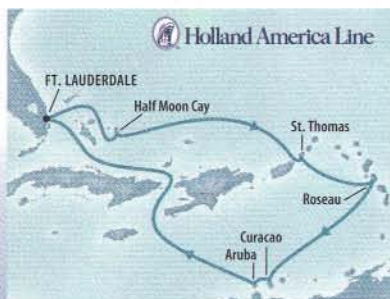 Holland America Line
FT. LAUDERDALE
Half Moon Cay
St. Thomas
Roseau
Curacao
Aruba